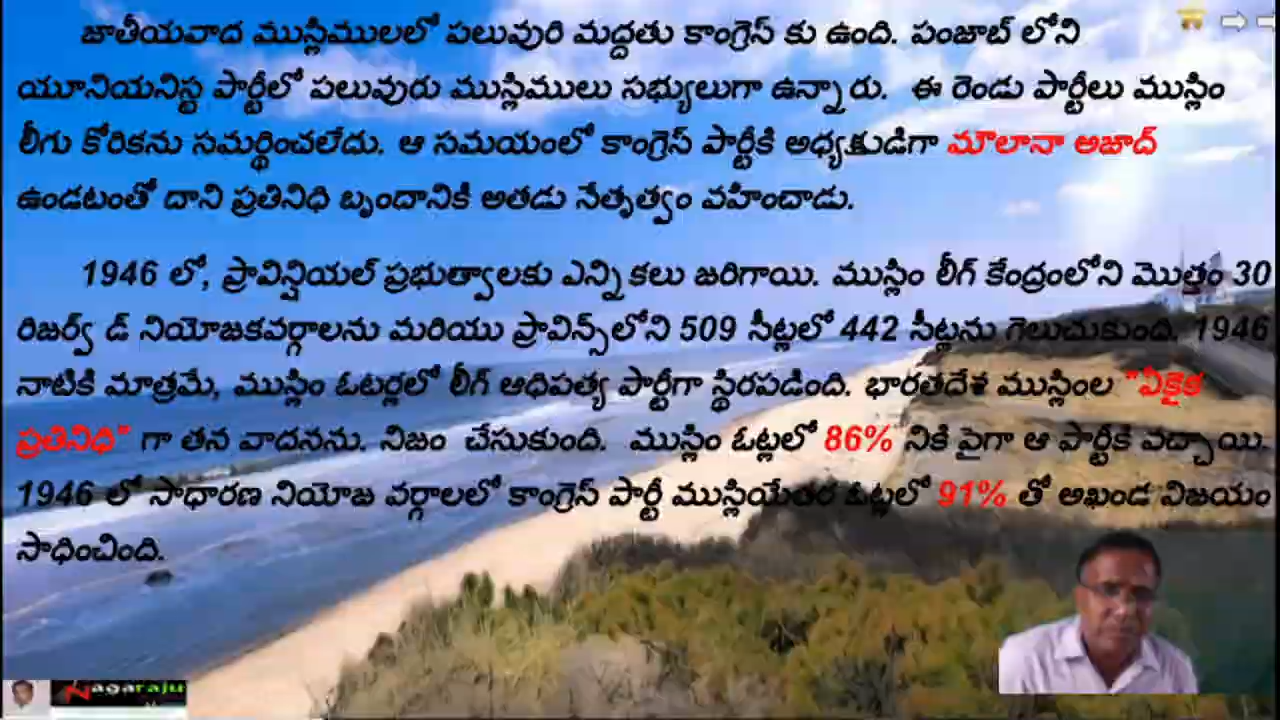 జాతీయవాద ముస్లిములలో పలువురి మద్దతు కాంగ్రెస్ కు ఉంది. పంజాబ్ లోని
యూనియనిస్ట పార్టీలో పలువురు ముస్లిములు సభ్యులుగా ఉన్నారు. ఈ రెండు పార్టీలు ముస్లిం
లీగు కోరికను సమర్థించలేదు. ఆ సమయంలో కాంగ్రెస్ పార్టీకి అధ్యక్షుడిగా మౌలానా అజాద్
ఉండటంతో దాని ప్రతినిధి బృందానికి అతడు నేతృత్వం వహించాడు.
1946 లో, ప్రావిన్షియల్ ప్రభుత్వాలకు ఎన్నికలు జరిగాయి. ముస్లిం లీగ్ కేంద్రంలోని మొత్తం 30
రిజర్వ్ డ్ నియోజకవర్గాలను మరియు ప్రావిన్స్‌లోని 509 సీట్లలో 442 సీట్లను గెలుచుకుంది. 1946
నాటికి మాత్రమే, ముస్లిం ఓటర్లలో లీగ్ ఆధిపత్య పార్టీగా స్థిరపడింది. భారతదేశ ముస్లింల "ఏకైక
ప్రతినిధి" గా తన వాదనను. నిజం చేసుకుంది. ముస్లిం ఓట్లలో 86% నికి పైగా ఆ పార్టీకి వచ్చాయి.
1946 లో సాధారణ నియోజ వర్గాలలో కాంగ్రెస్ పార్టీ ముస్లియేతర ఓట్లలో 91% తో అఖండ విజయం
సాధించింది.
Nagaraju